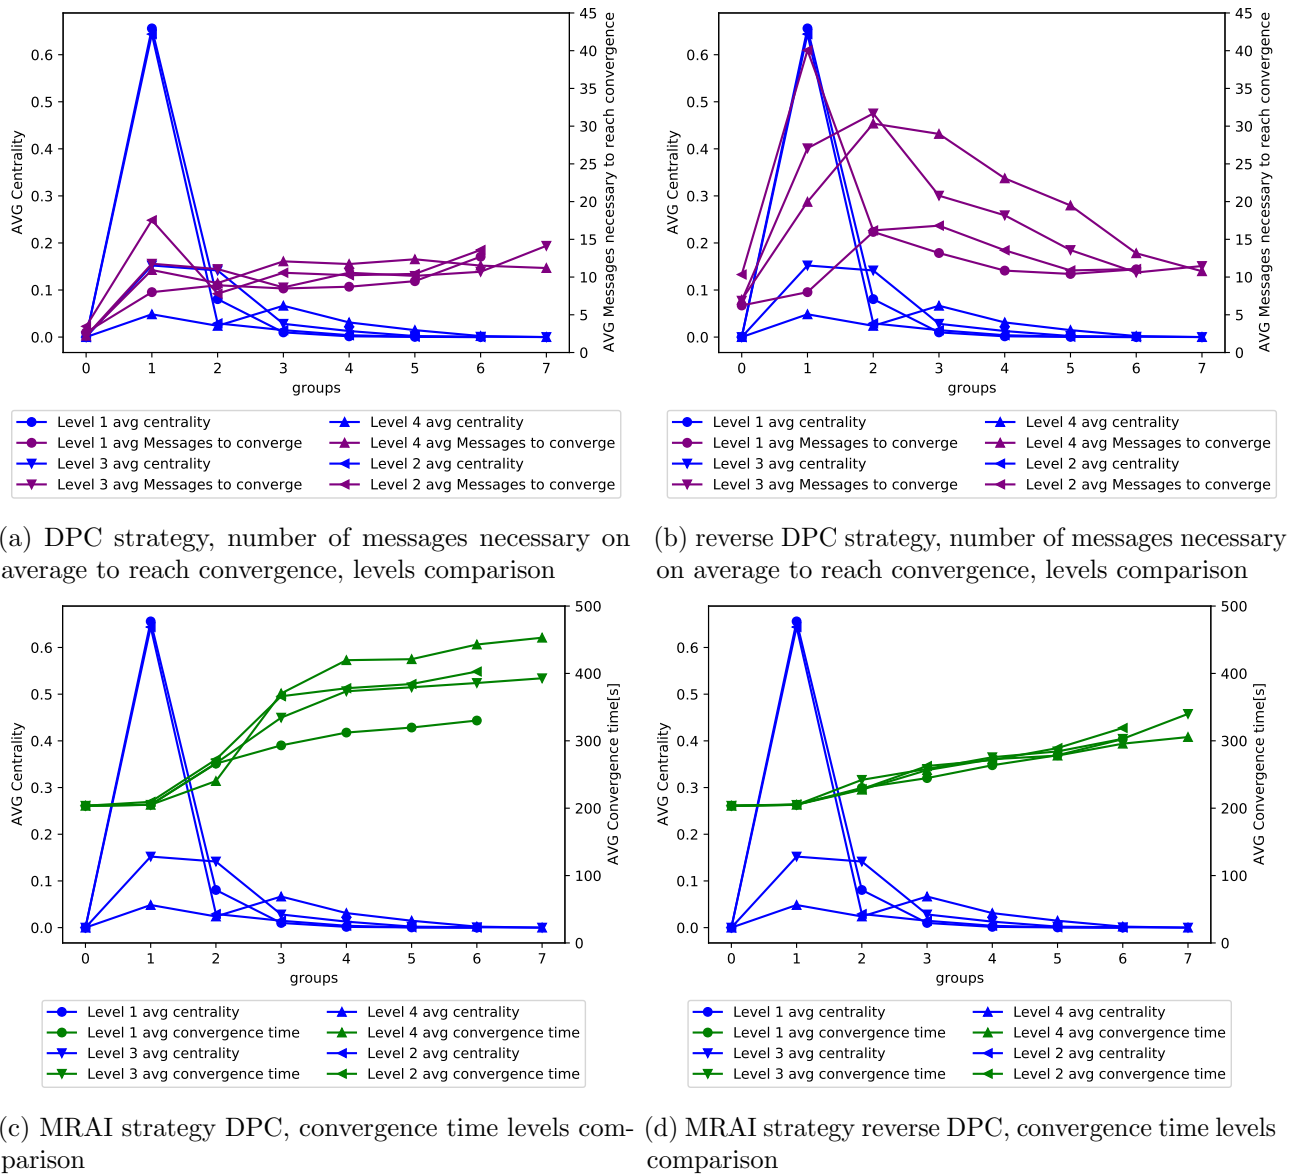 0.0
0.1
0.2
0.3
0.4
0.5
0.6
AVG Centrality
0 1 2 3 4 5 6 7
groups
0
5
10
15
20
25
30
35
40
45
AVG Messages necessary to reach convergence
Level 1 avg centrality
Level 1 avg Messages to converge
Level 3 avg centrality
Level 3 avg Messages to converge
Level 4 avg centrality
Level 4 avg Messages to converge
Level 2 avg centrality
Level 2 avg Messages to converge
(a) DPC strategy, number of messages necessary on
average to reach convergence, levels comparison
0.0
0.1
0.2
0.3
0.4
0.5
0.6
AVG Centrality
0 1 2 3 4 5 6 7
groups
0
5
10
15
20
25
30
35
40
45
AVG Messages necessary to reach convergence
Level 1 avg centrality
Level 1 avg Messages to converge
Level 3 avg centrality
Level 3 avg Messages to converge
Level 4 avg centrality
Level 4 avg Messages to converge
Level 2 avg centrality
Level 2 avg Messages to converge
(b) reverse DPC strategy, number of messages necessary
on average to reach convergence, levels comparison
0.0
0.1
0.2
0.3
0.4
0.5
0.6
AVG Centrality
0 1 2 3 4 5 6 7
groups
0
100
200
300
400
500
AVG Convergence time[s]
Level 1 avg centrality
Level 1 avg convergence time
Level 3 avg centrality
Level 3 avg convergence time
Level 4 avg centrality
Level 4 avg convergence time
Level 2 avg centrality
Level 2 avg convergence time
(c) MRAI strategy DPC, convergence time levels com-
parison
0.0
0.1
0.2
0.3
0.4
0.5
0.6
AVG Centrality
0 1 2 3 4 5 6 7
groups
0
100
200
300
400
500
AVG Convergence time[s]
Level 1 avg centrality
Level 1 avg convergence time
Level 3 avg centrality
Level 3 avg convergence time
Level 4 avg centrality
Level 4 avg convergence time
Level 2 avg centrality
Level 2 avg convergence time
(d) MRAI strategy reverse DPC, convergence time levels
comparison